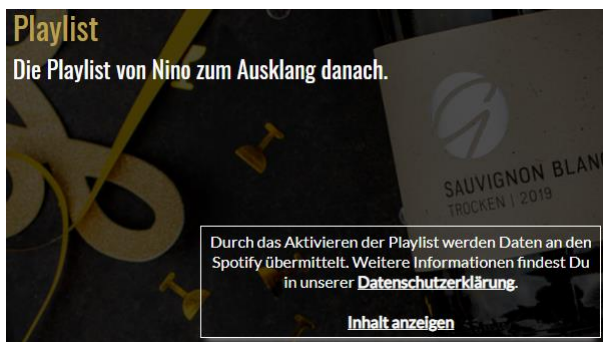 Playlist
Die Playlist von Nino zum Ausklang danach.
SAUVIGNON BLAN
TROCKEN | 2019
Durch das Aktivieren der Playlist werden Daten an den
Spotify übermittelt. Weitere Informationen findest Du
in unserer Datenschutzerklärung.
Inhalt anzeigen